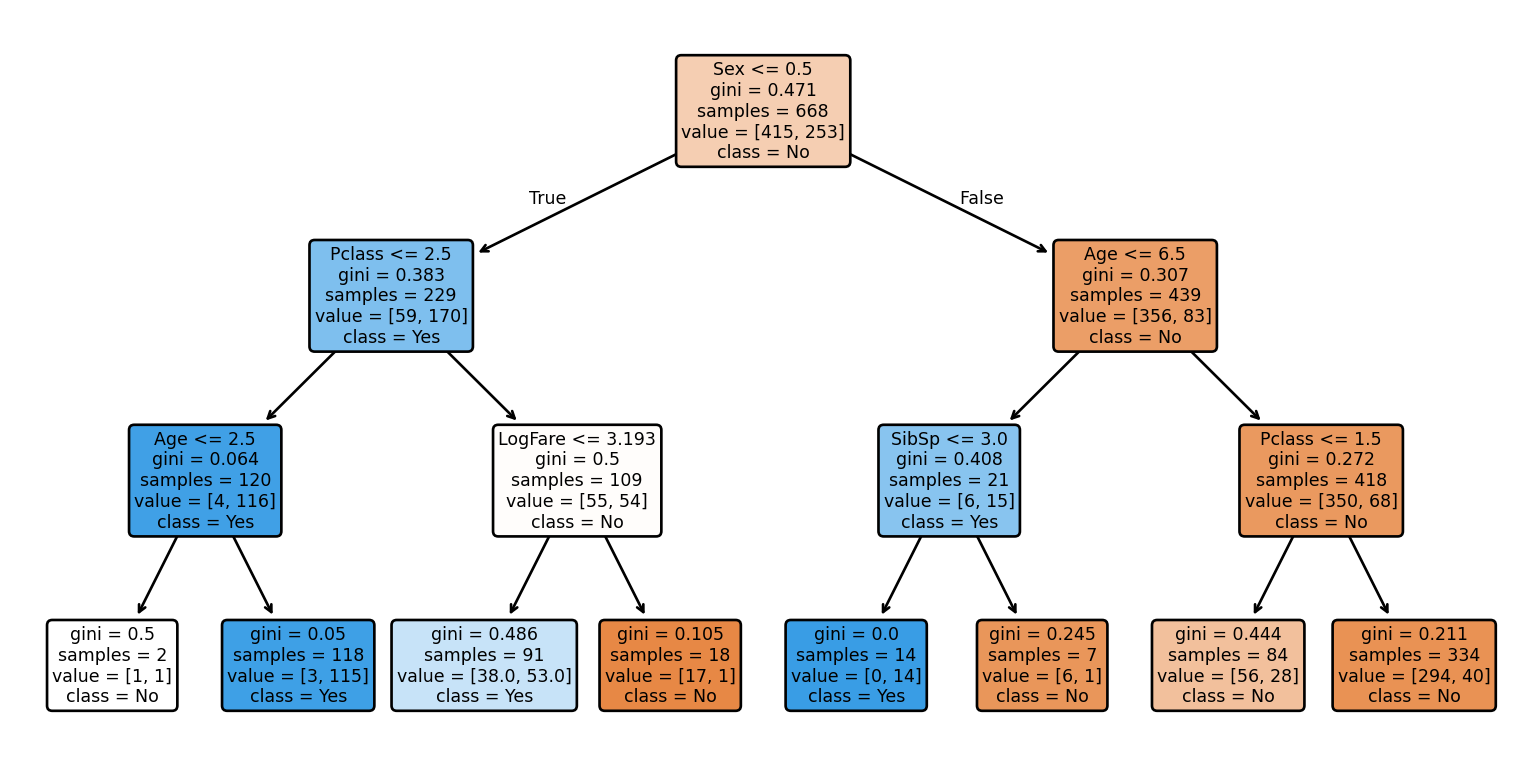 Sex <= 0.5
gini = 0.471
samples = 668
value = [415, 253]
class = No
True
False
Pclass <= 2.5
gini = 0.383
samples = 229
value = [59, 170]
class = Yes
Age <= 6.5
gini = 0.307
samples = 439
value = [356, 83]
class = No
Age <= 2.5
gini = 0.064
samples = 120
value = [4, 116]
class = Yes
LogFare <= 3.193
gini = 0.5
samples = 109
value = [55, 54]
class = No
SibSp <= 3.0
gini = 0.408
samples = 21
value = [6, 15]
class = Yes
Pclass <= 1.5
gini = 0.272
samples = 418
value = [350, 68]
class = No
gini = 0.5
samples = 2
value = [1, 1]
class = No
gini = 0.05
samples = 118
value = [3, 115]
class = Yes
gini = 0.486
samples = 91
value = [38.0, 53.0]
class = Yes
gini = 0.105
samples = 18
value = [17, 1]
class = No
gini = 0.0
samples = 14
value = [0, 14]
class = Yes
gini = 0.245
samples = 7
value = [6, 1]
class = No
gini = 0.444
samples = 84
value = [56, 28]
class = No
gini = 0.211
samples = 334
value = [294, 40]
class = No